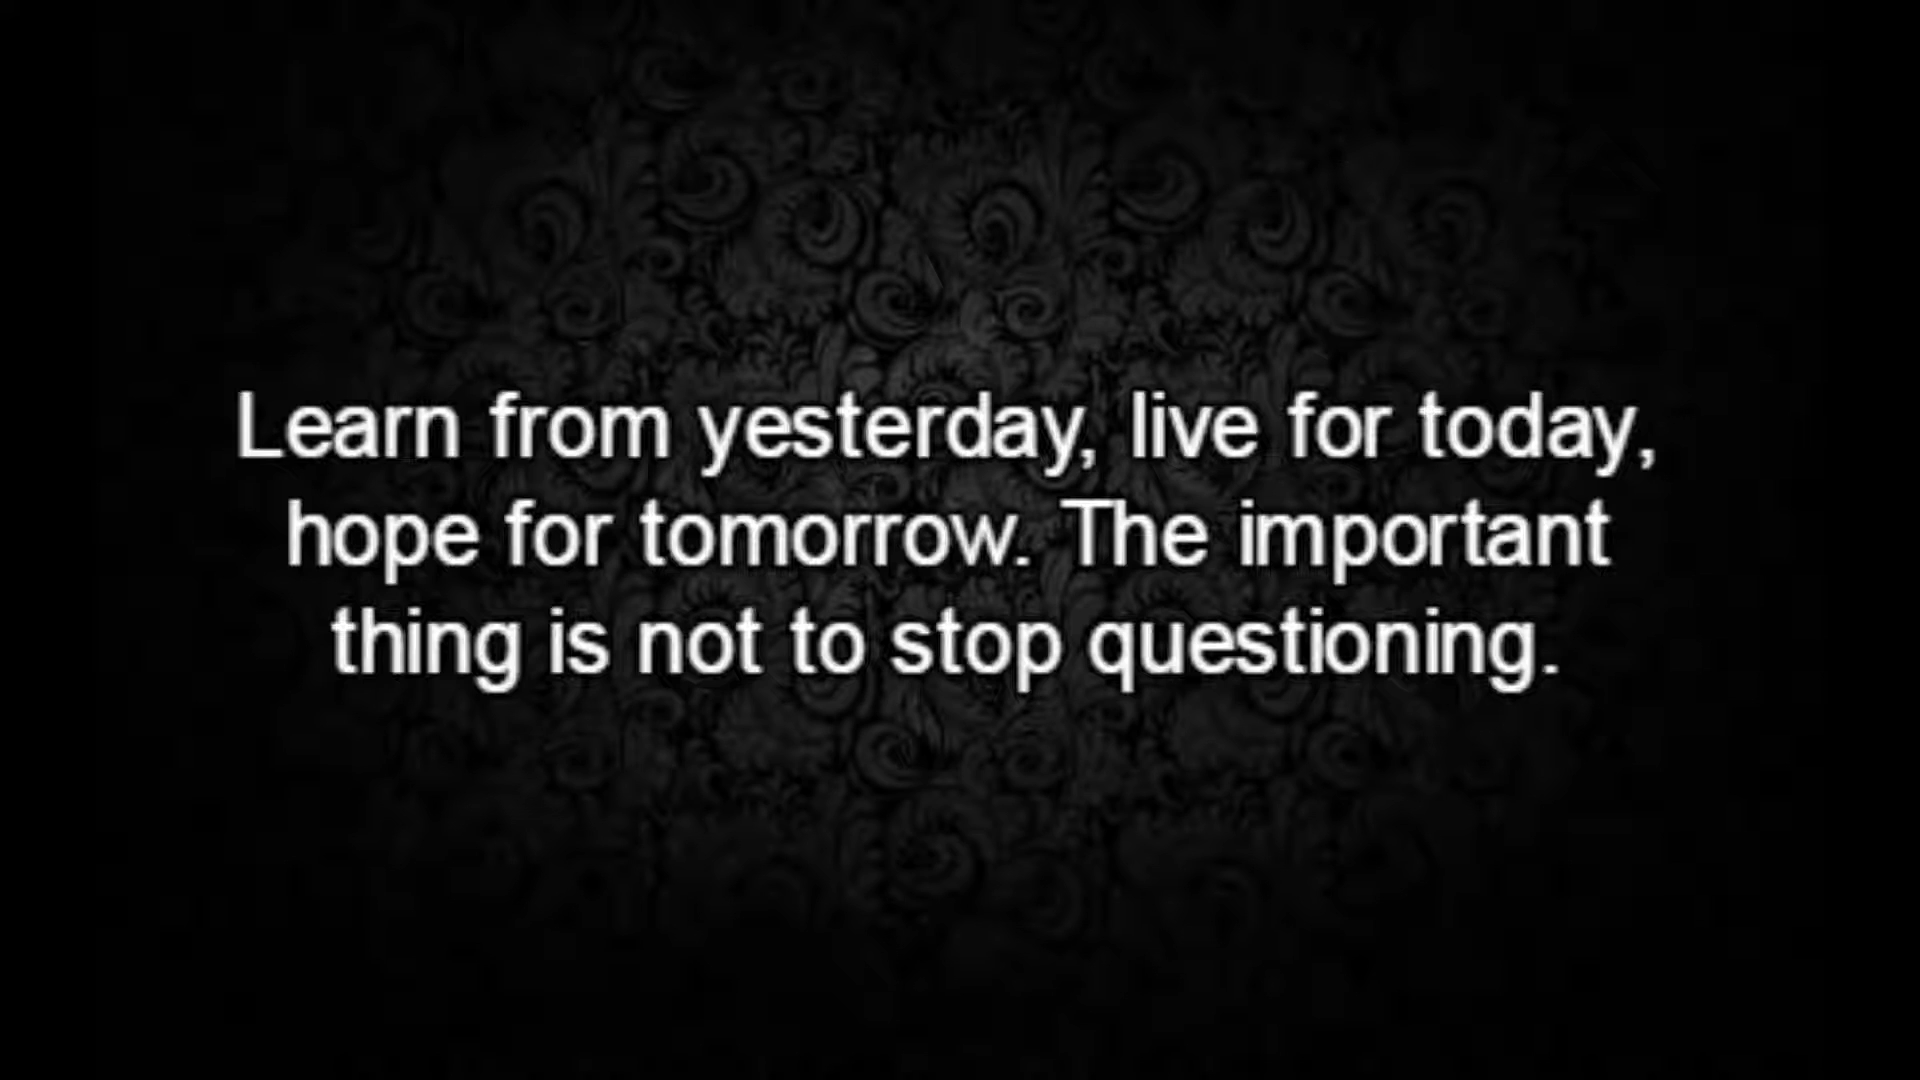 Learn from yesterday, live for today,
hope for tomorrow. The important
thing is not to stop questioning.